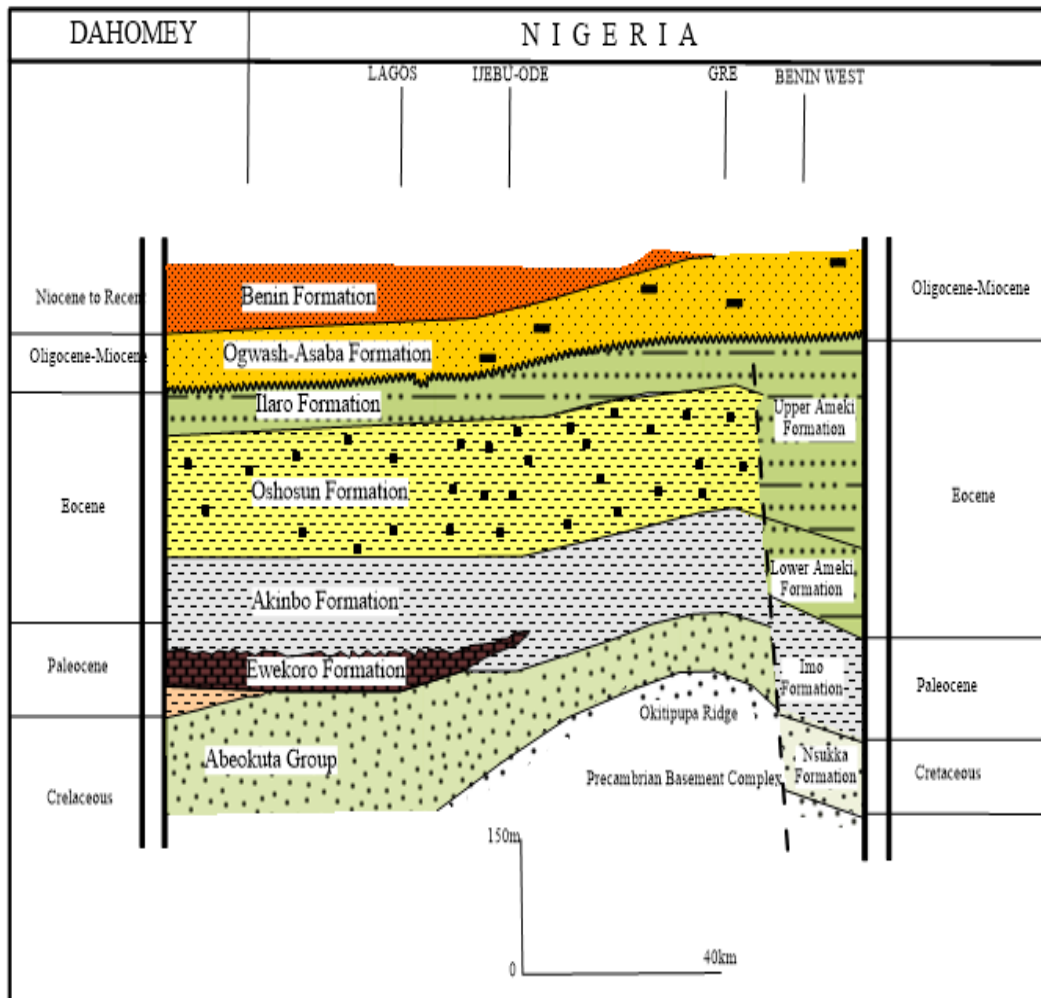 DAHOMEY
NIGERIA
LAGOS
IJEBU-ODE
GRE
BENIN WEST
Niocene to Recent
Benin Formation
Oligocene-Miocene
Oligocene-Miocene
Ogwash-Asaba Formation
Ilaro Formation
Upper Ameki
Formation
Oshosun Formation
Eocene
Eocene
Lower Ameki
Formation
Akinbo Formation
Paleocene
Ewekoro Formation
Imo
Formation
Paleocene
Okitipupa Ridge
Abeokuta Group
Precambrian Basement Complex
Nsukka
Formation
Cretaceous
Crelaceous
150m
0
40km